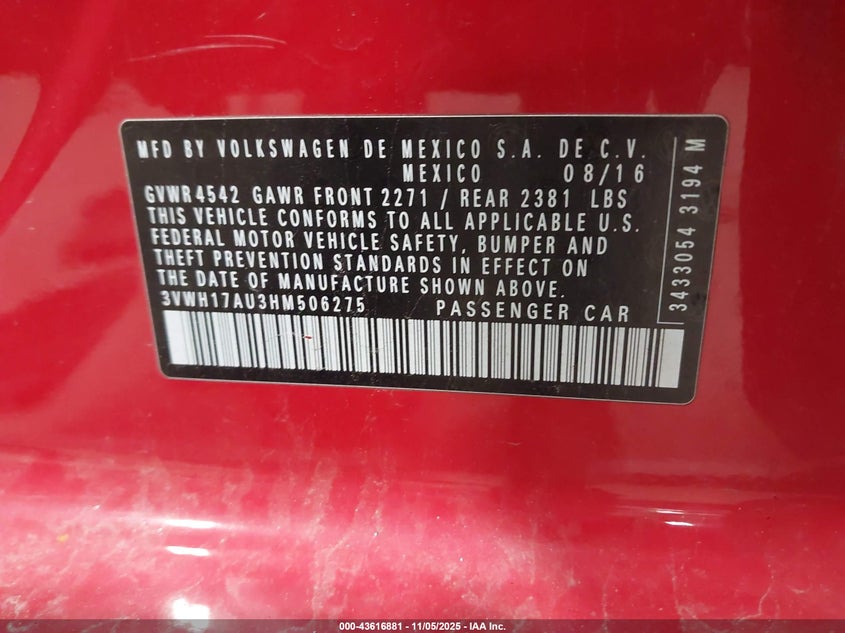 MFD BY VOLKSWAGEN DE MEXICO S.A. DE C.V.
MEXICO 08/16
GVWR 4542 GAWR FRONT 2271 / REAR 2381 LBS
THIS VEHICLE CONFORMS TO ALL APPLICABLE U.S.
FEDERAL MOTOR VEHICLE SAFETY, BUMPER AND
THEFT PREVENTION STANDARDS IN EFFECT ON
THE DATE OF MANUFACTURE SHOWN ABOVE.
3VWH17AU3HM506275 PASSENGER CAR
3433054 3194 M
000-43616881 - 11/05/2025 - IAA Inc.